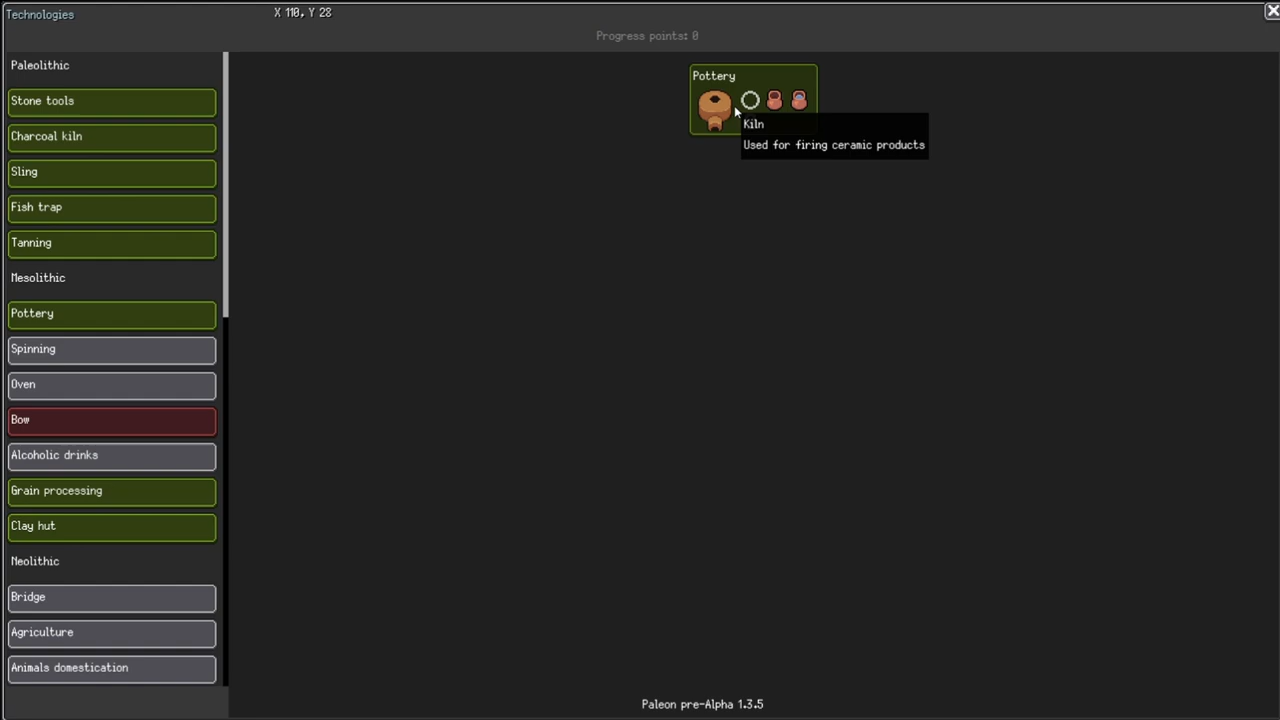 Technologies
X 110, Y 28
Progress points: 0
Paleolithic
Stone tools
Charcoal kiln
Sling
Fish trap
Tanning
Mesolithic
Pottery
Spinning
Oven
Bow
Alcoholic drinks
Grain processing
Clay hut
Neolithic
Bridge
Agriculture
Animals domestication
Pottery
Kiln
Used for firing ceramic products
Paleon pre-Alpha 1.3.5